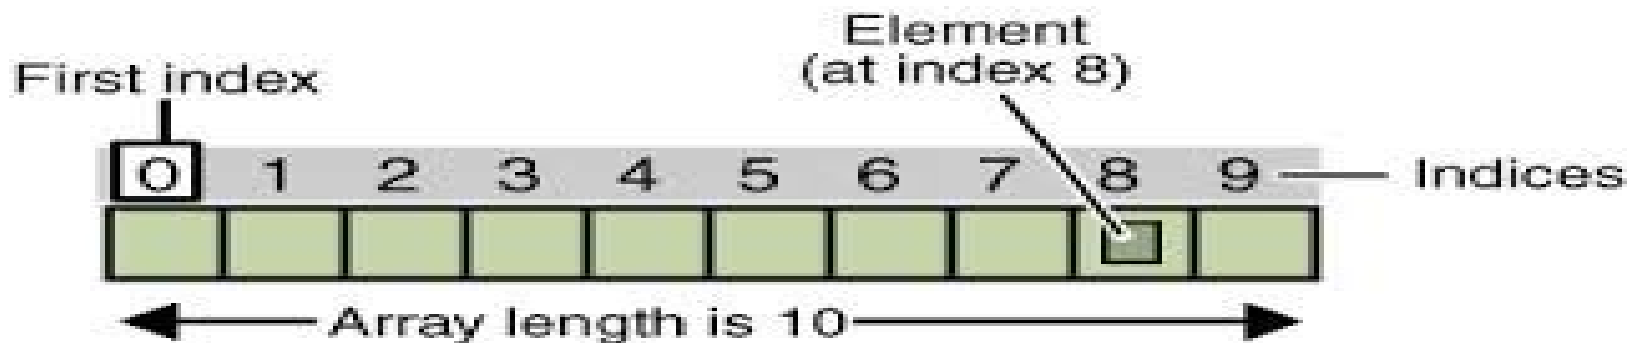 Element
(at index 8)
First index
0 1 2 3 4 5 6 7 8 9
Indices
Array length is 10